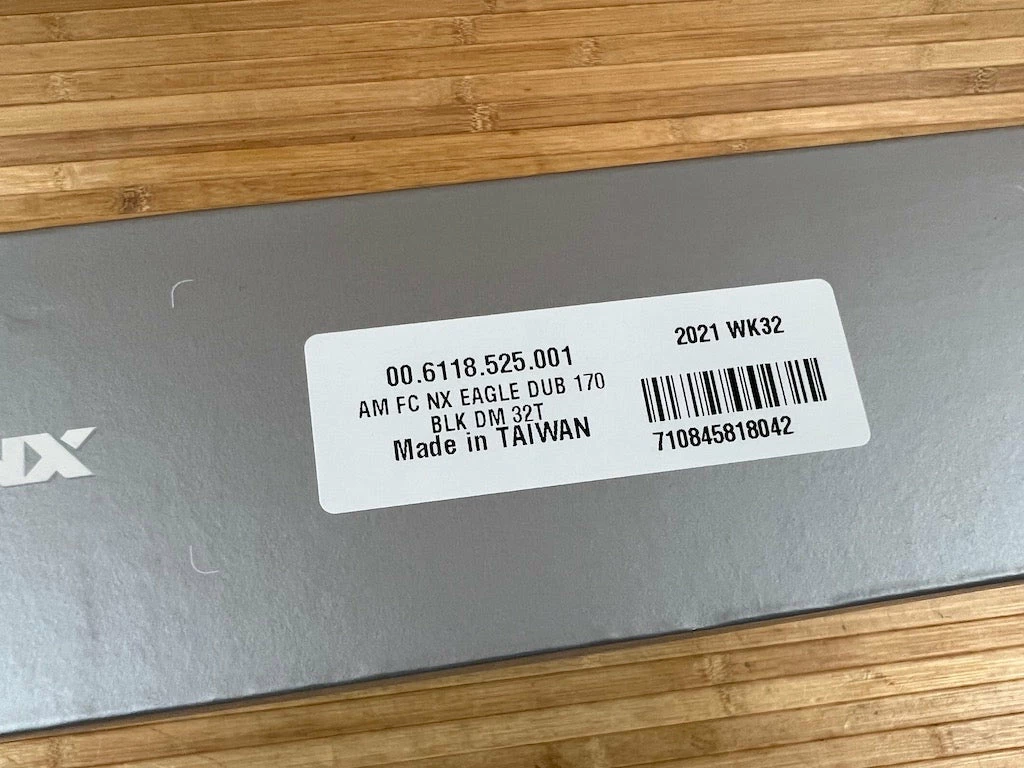 NX
00.6118.525.001
AM FC NX EAGLE DUB 170
BLK DM 32T
Made in TAIWAN
2021 WK32
710845818042